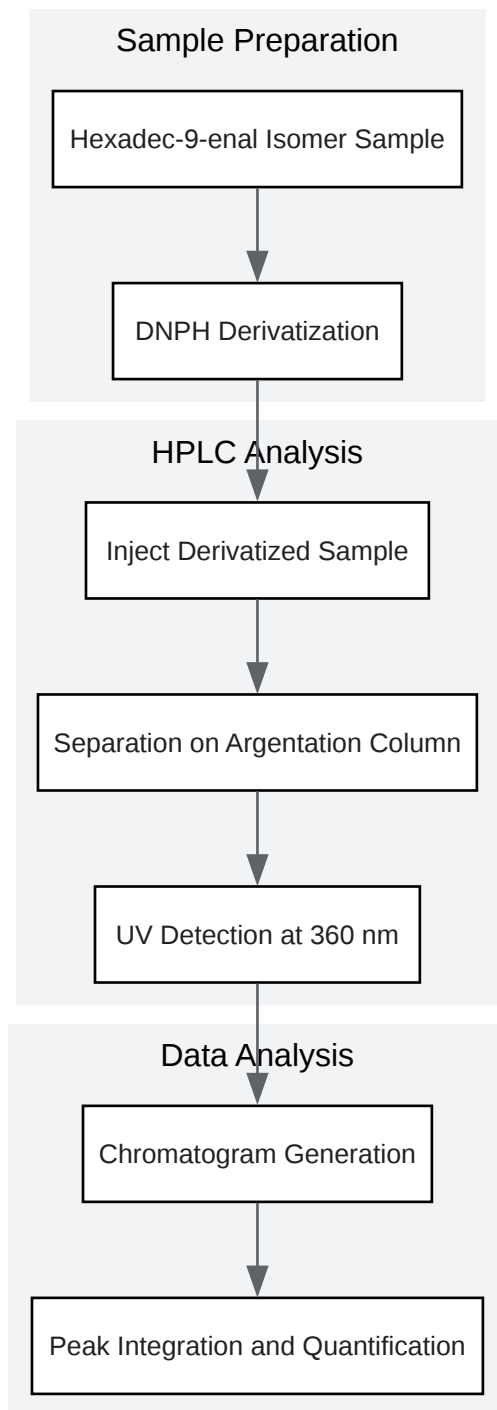 Sample Preparation
Hexadec-9-enal Isomer Sample
DNPH Derivatization
HPLC Analysis
Inject Derivatized Sample
Separation on Argentation Column
UV Detection at 360 nm
Data Analysis
Chromatogram Generation
Peak Integration and Quantification